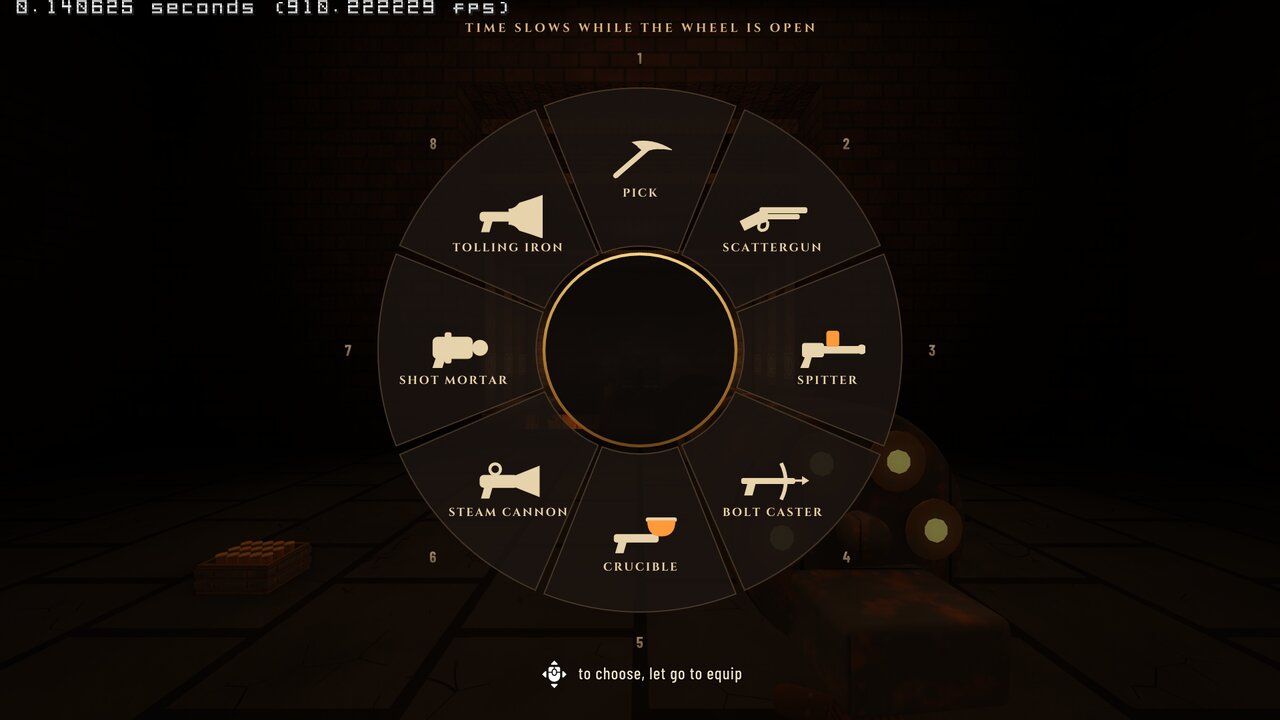 0.140625 seconds (910.222229 fps)
TIME SLOWS WHILE THE WHEEL IS OPEN
1
8
2
PICK
TOLLING IRON
SCATTERGUN
7
3
SHOT MORTAR
SPITTER
STEAM CANNON
BOLT CASTER
6
4
CRUCIBLE
5
to choose, let go to equip